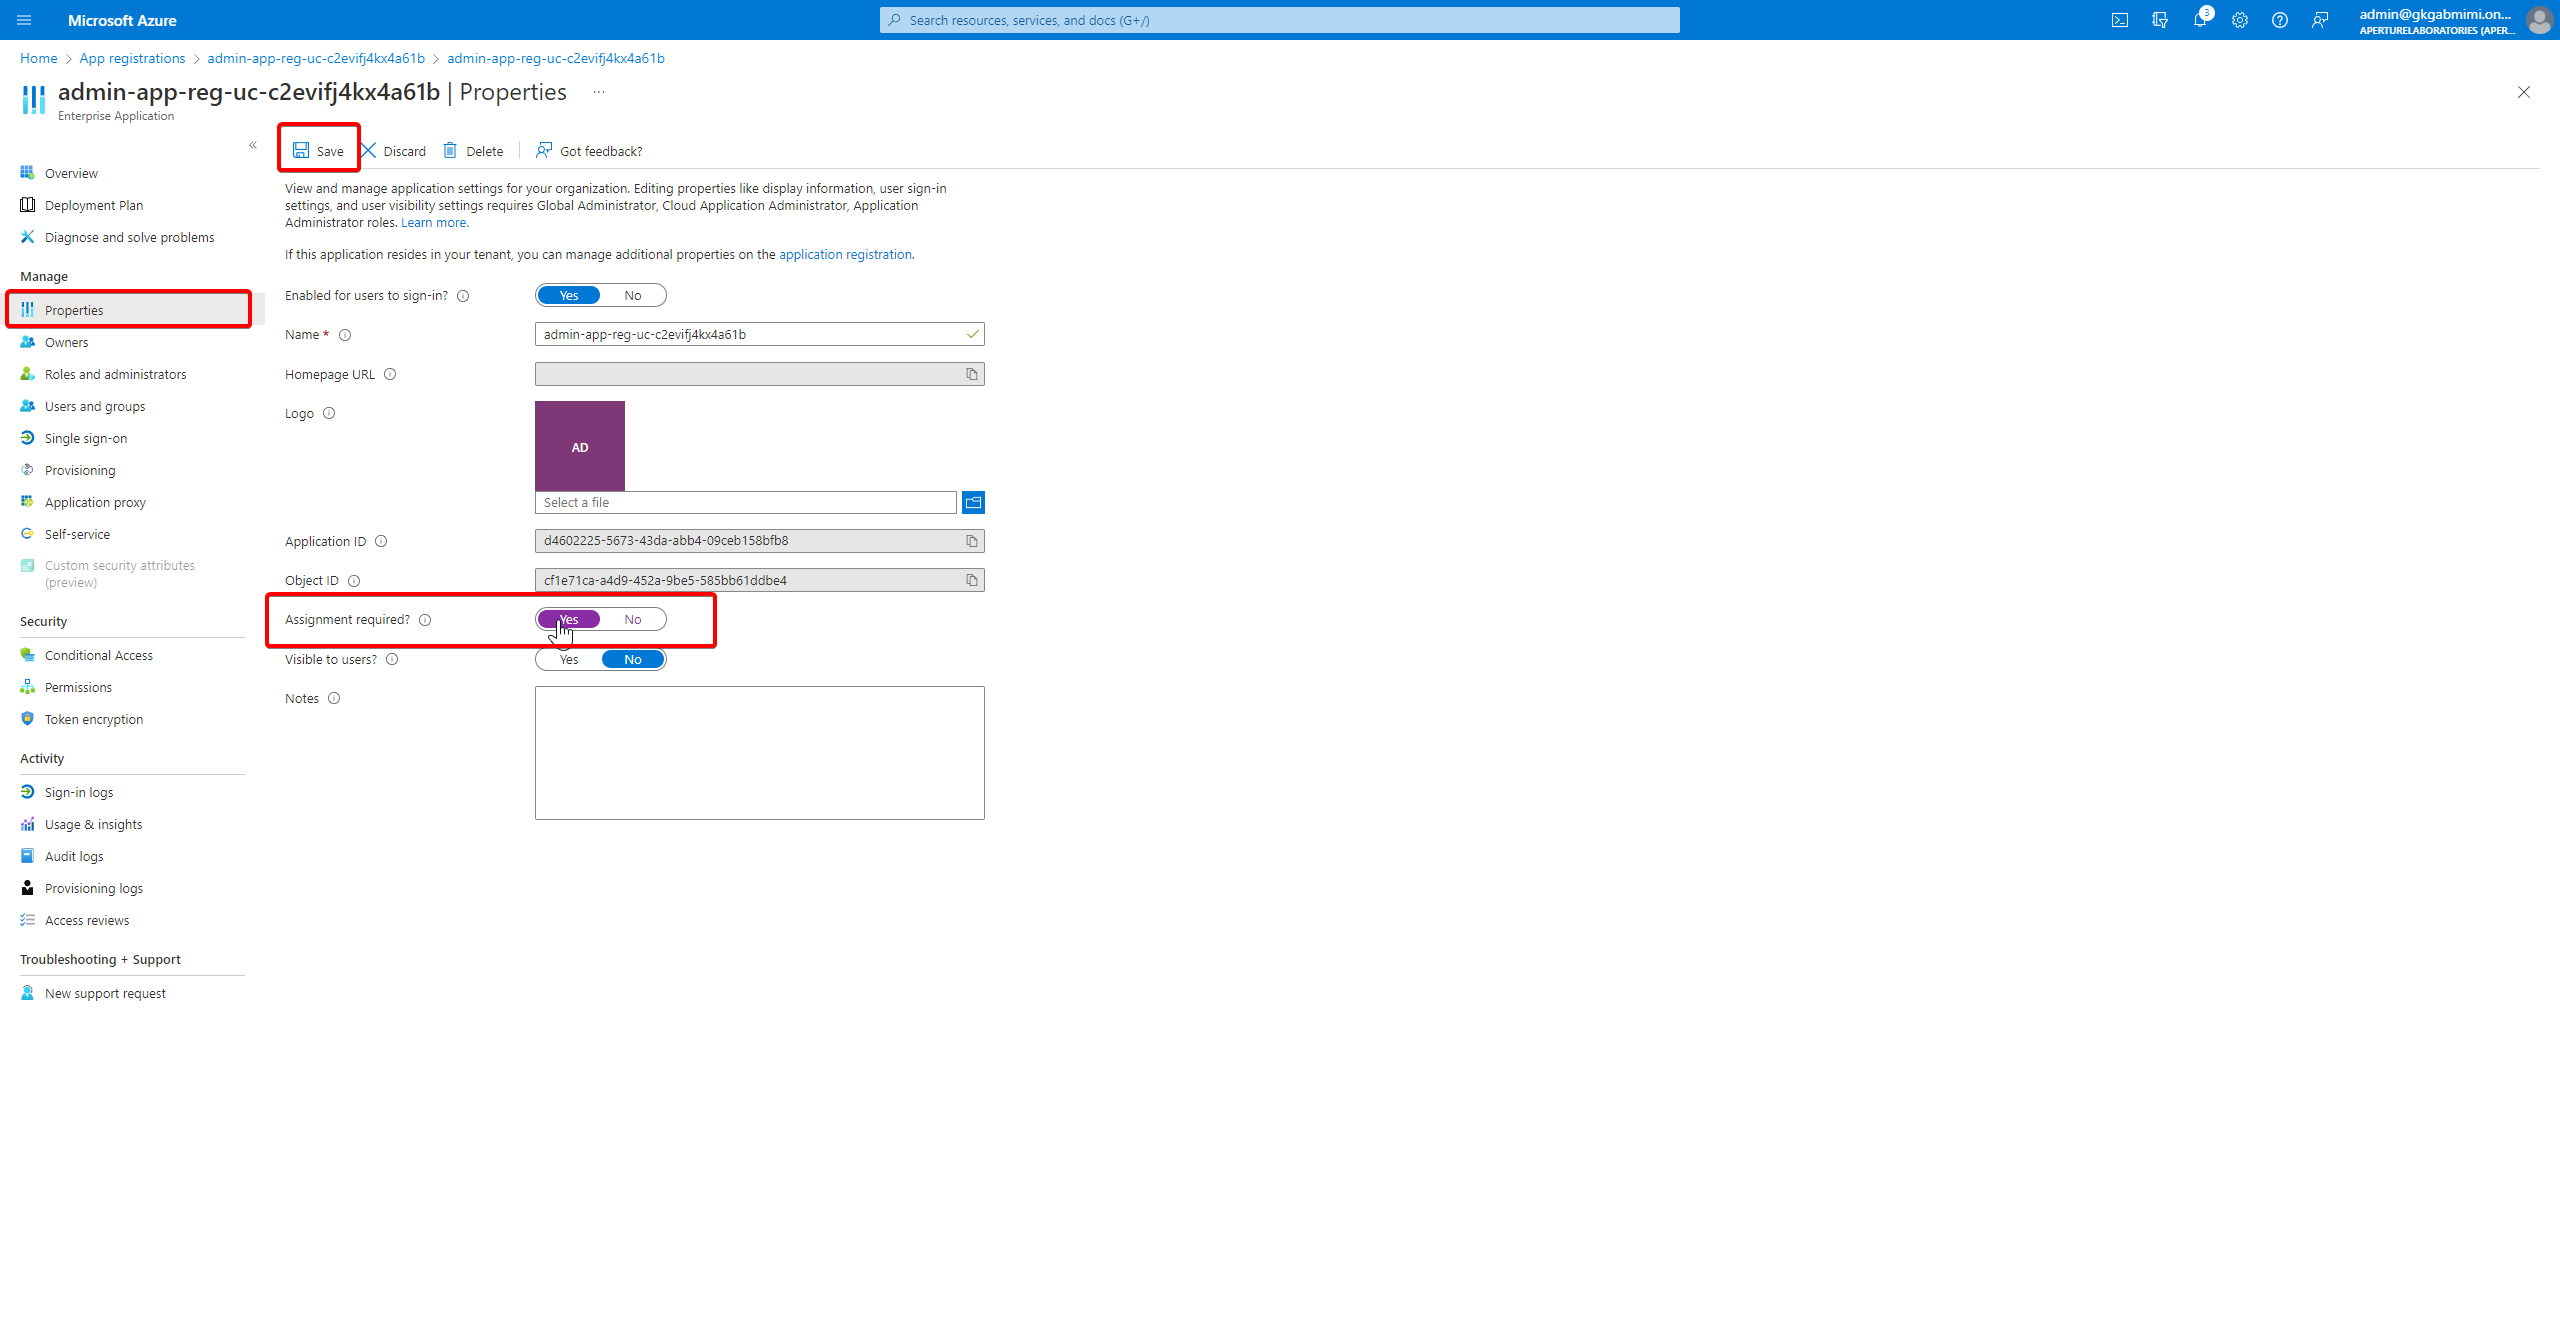 Microsoft Azure
Search resources, services, and docs (G+/)
3
admin@gkgabmimi.on...
APERTURELABORATORIES (APER...
Home > App registrations > admin-app-reg-uc-c2evifj4kx4a61b > admin-app-reg-uc-c2evifj4kx4a61b
admin-app-reg-uc-c2evifj4kx4a61b | Properties ...
Enterprise Application
«
Overview
Deployment Plan
Diagnose and solve problems
Manage
Properties
Owners
Roles and administrators
Users and groups
Single sign-on
Provisioning
Application proxy
Self-service
Custom security attributes
(preview)
Security
Conditional Access
Permissions
Token encryption
Activity
Sign-in logs
Usage & insights
Audit logs
Provisioning logs
Access reviews
Troubleshooting + Support
New support request
Save Discard Delete Got feedback?
View and manage application settings for your organization. Editing properties like display information, user sign-in
settings, and user visibility settings requires Global Administrator, Cloud Application Administrator, Application
Administrator roles. Learn more.
If this application resides in your tenant, you can manage additional properties on the application registration.
Enabled for users to sign-in? Yes No
Name * admin-app-reg-uc-c2evifj4kx4a61b
Homepage URL
Logo
AD
Select a file
Application ID d4602225-5673-43da-abb4-09ceb158bfb8
Object ID cf1e71ca-a4d9-452a-9be5-585bb61ddbe4
Assignment required? Yes No
Visible to users? Yes No
Notes